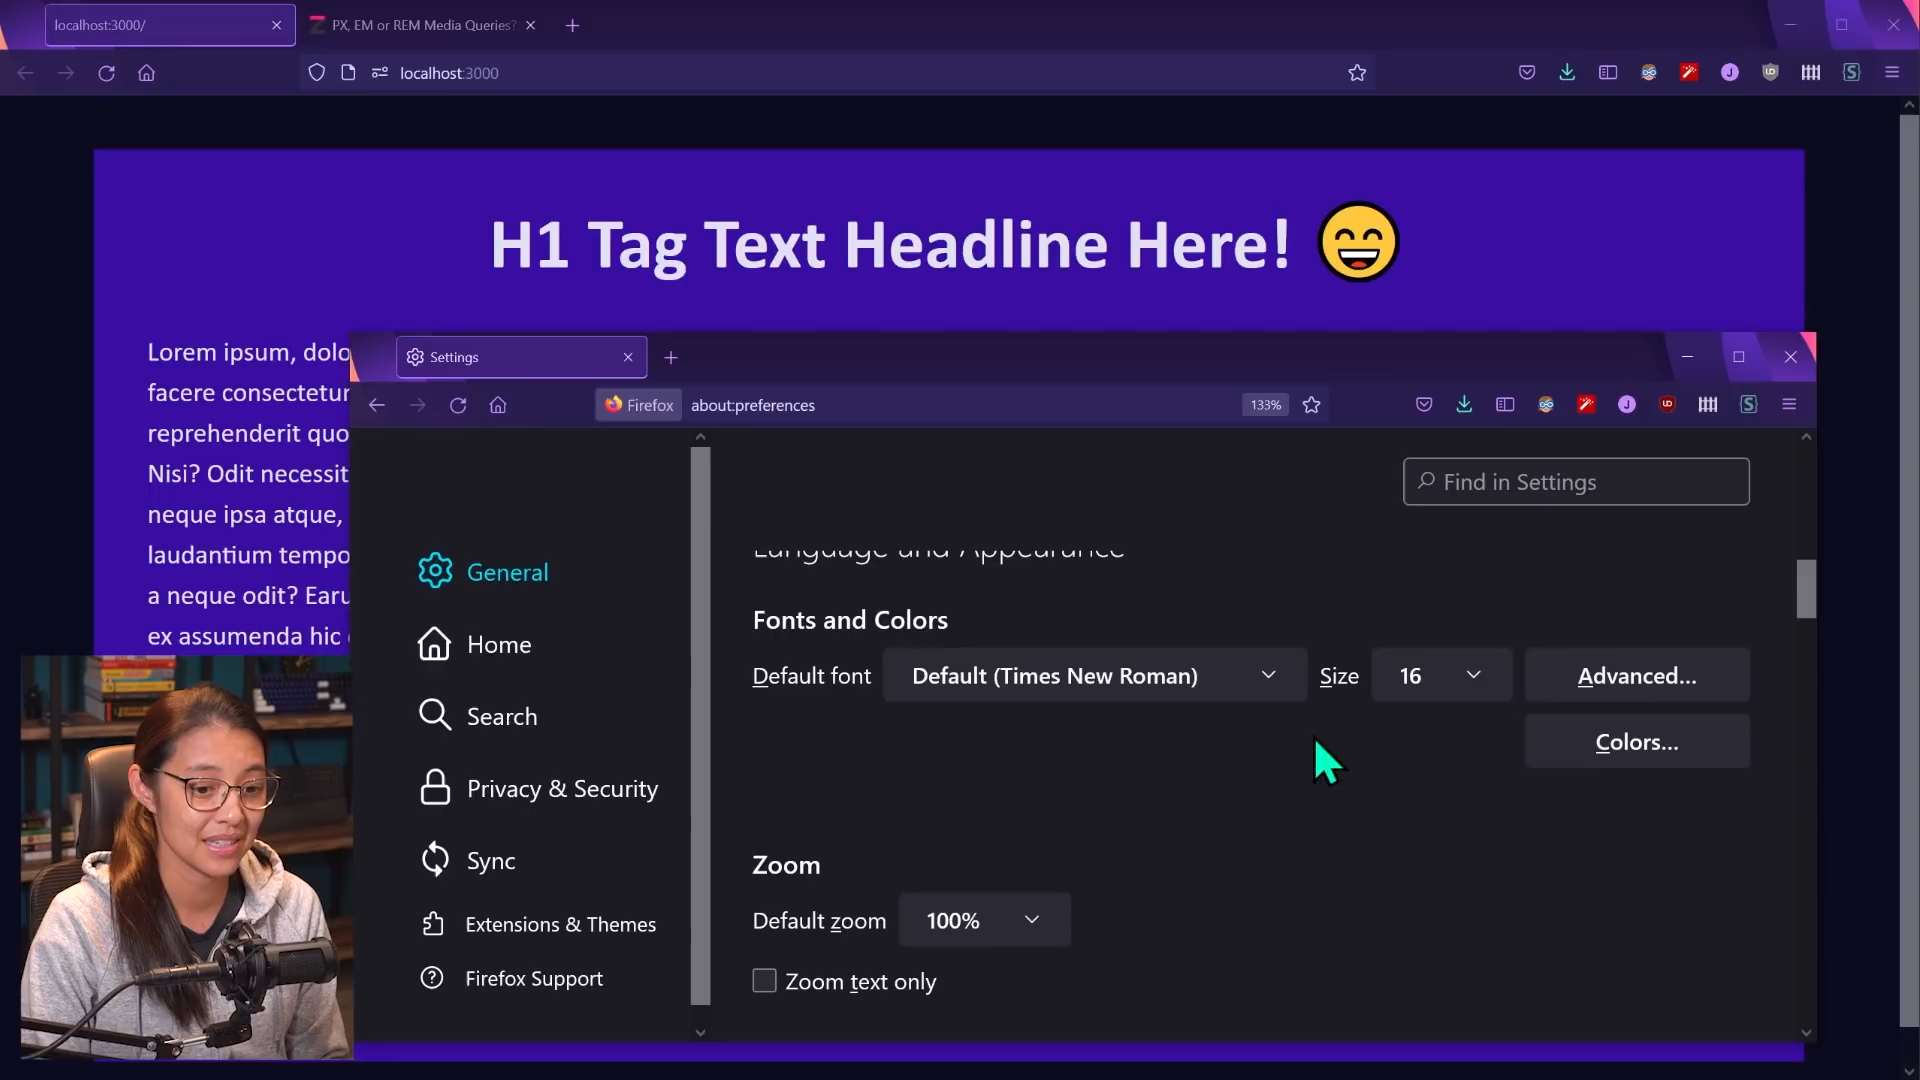 localhost:3000/
PX, EM or REM Media Queries?
localhost:3000
H1 Tag Text Headline Here! 😄
Lorem ipsum, dolo
facere consectetur
reprehenderit quo
Nisi? Odit necessit
neque ipsa atque,
laudantium tempo
a neque odit? Earu
ex assumenda hic
Settings
Firefox
about:preferences
133%
Find in Settings
General
Home
Search
Privacy & Security
Sync
Extensions & Themes
Firefox Support
Language and Appearance
Fonts and Colors
Default font Default (Times New Roman) Size 16 Advanced...
Colors...
Zoom
Default zoom 100%
Zoom text only